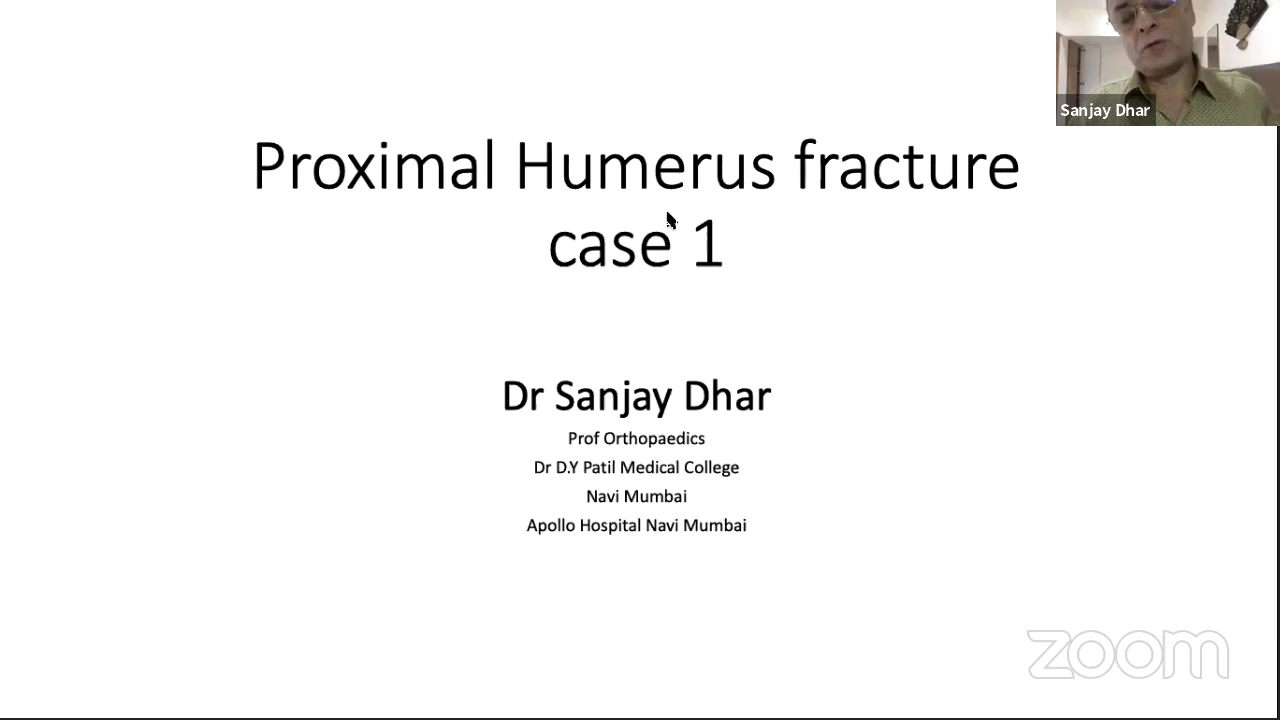 Sanjay Dhar
Proximal Humerus fracture
case 1
Dr Sanjay Dhar
Prof Orthopaedics
Dr D.Y Patil Medical College
Navi Mumbai
Apollo Hospital Navi Mumbai
zoom